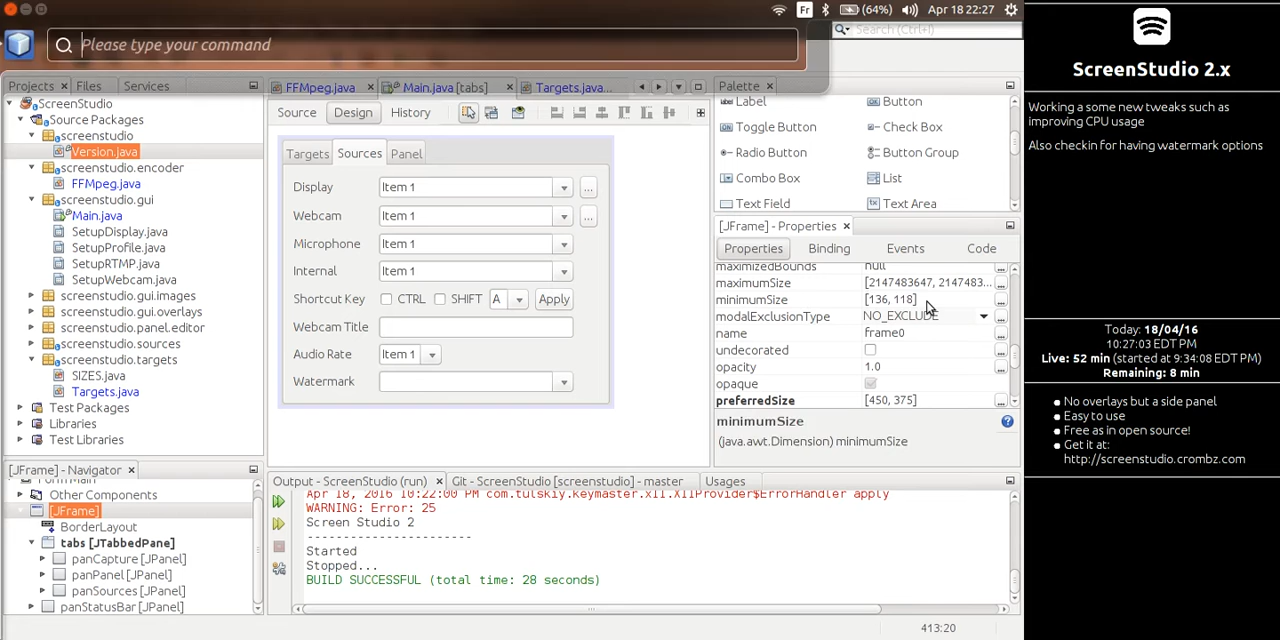 Fr
(64%)
Apr 18 22:27
Please type your command
Search (Ctrl+I)
Projects
Files
Services
ScreenStudio
Source Packages
screenstudio
Version.java
screenstudio.encoder
FFMpeg.java
screenstudio.gui
Main.java
SetupDisplay.java
SetupProfile.java
SetupRTMP.java
SetupWebcam.java
screenstudio.gui.images
screenstudio.gui.overlays
screenstudio.panel.editor
screenstudio.sources
screenstudio.targets
SIZES.java
Targets.java
Test Packages
Libraries
Test Libraries
[JFrame] - Navigator
Form Main
Other Components
[JFrame]
BorderLayout
tabs [JTabbedPane]
panCapture [JPanel]
panPanel [JPanel]
panSources [JPanel]
panStatusBar [JPanel]
FFMpeg.java
Main.java [tabs]
Targets.java...
Source
Design
History
Targets
Sources
Panel
Display
Item 1
...
Webcam
Item 1
...
Microphone
Item 1
Internal
Item 1
Shortcut Key
CTRL
SHIFT
A
Apply
Webcam Title
Audio Rate
Item 1
Watermark
Output - ScreenStudio (run)
Git - ScreenStudio [screenstudio] - master
Usages
Apr 18, 2016 10:22:00 PM com.tulskiy.keymaster.x11.X11Provider$ErrorHandler apply
WARNING: Error: 25
Screen Studio 2
----------------------
Started
Stopped...
BUILD SUCCESSFUL (total time: 28 seconds)
413:20
Palette
Label
Button
Toggle Button
Check Box
Radio Button
Button Group
Combo Box
List
Text Field
Text Area
[JFrame] - Properties
Properties
Binding
Events
Code
maximizedBounds
null
maximumSize
[2147483647, 2147483...
minimumSize
[136, 118]
modalExclusionType
NO_EXCLUDE
name
frame0
undecorated
opacity
1.0
opaque
preferredSize
[450, 375]
minimumSize
(java.awt.Dimension) minimumSize
ScreenStudio 2.x
Working a some new tweaks such as
improving CPU usage
Also checkin for having watermark options
Today: 18/04/16
10:27:03 EDT PM
Live: 52 min (started at 9:34:08 EDT PM)
Remaining: 8 min
No overlays but a side panel
Easy to use
Free as in open source!
Get it at:
http://screenstudio.crombz.com